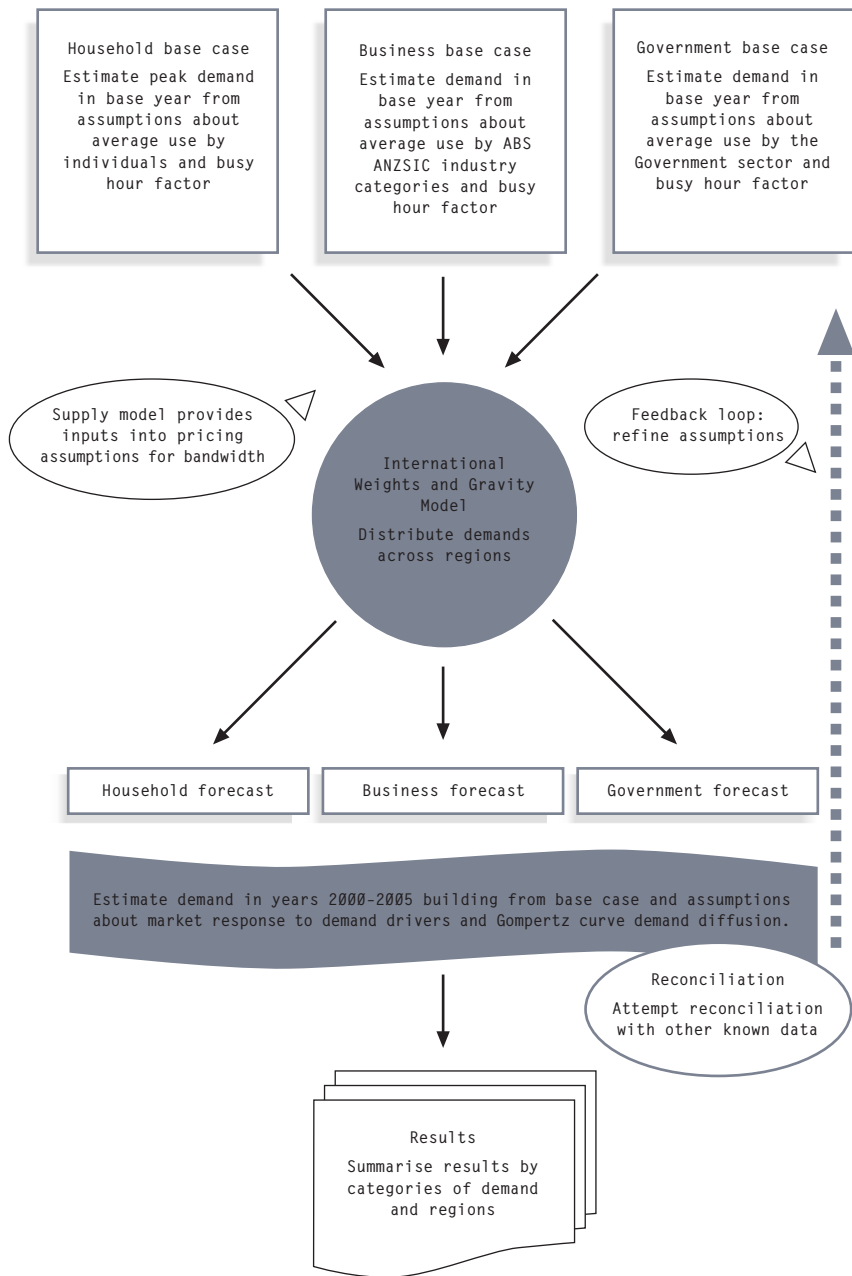 Household base case
Estimate peak demand
in base year from
assumptions about
average use by
individuals and busy
hour factor
Business base case
Estimate demand in
base year from
assumptions about
average use by ABS
ANZSIC industry
categories and busy
hour factor
Government base case
Estimate demand in
base year from
assumptions about
average use by the
Government sector and
busy hour factor
Supply model provides
inputs into pricing
assumptions for bandwidth
Feedback loop:
refine assumptions
International
Weights and Gravity
Model
Distribute demands
across regions
Household forecast
Business forecast
Government forecast
Estimate demand in years 2000-2005 building from base case and assumptions
about market response to demand drivers and Gompertz curve demand diffusion.
Reconciliation
Attempt reconciliation
with other known data
Results
Summarise results by
categories of demand
and regions